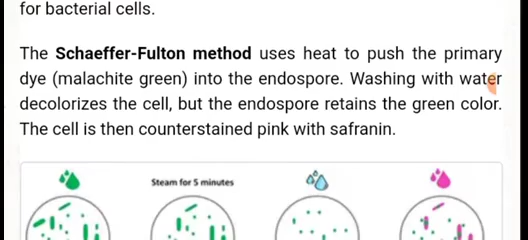 for bacterial cells.
The Schaeffer-Fulton method uses heat to push the primary
dye (malachite green) into the endospore. Washing with water
decolorizes the cell, but the endospore retains the green color.
The cell is then counterstained pink with safranin.
Steam for 5 minutes